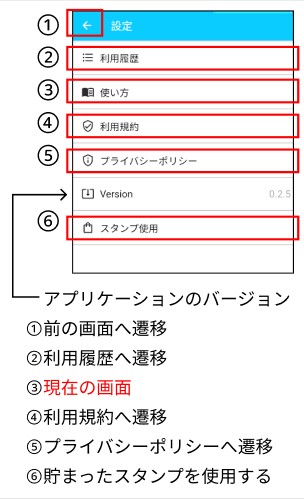 ① ← 設定
② 利用履歴
③ 使い方
④ 利用規約
⑤ プライバシーポリシー
Version 0.2.5
⑥ スタンプ使用
アプリケーションのバージョン
①前の画面へ遷移
②利用履歴へ遷移
③現在の画面
④利用規約へ遷移
⑤プライバシーポリシーへ遷移
⑥貯まったスタンプを使用する